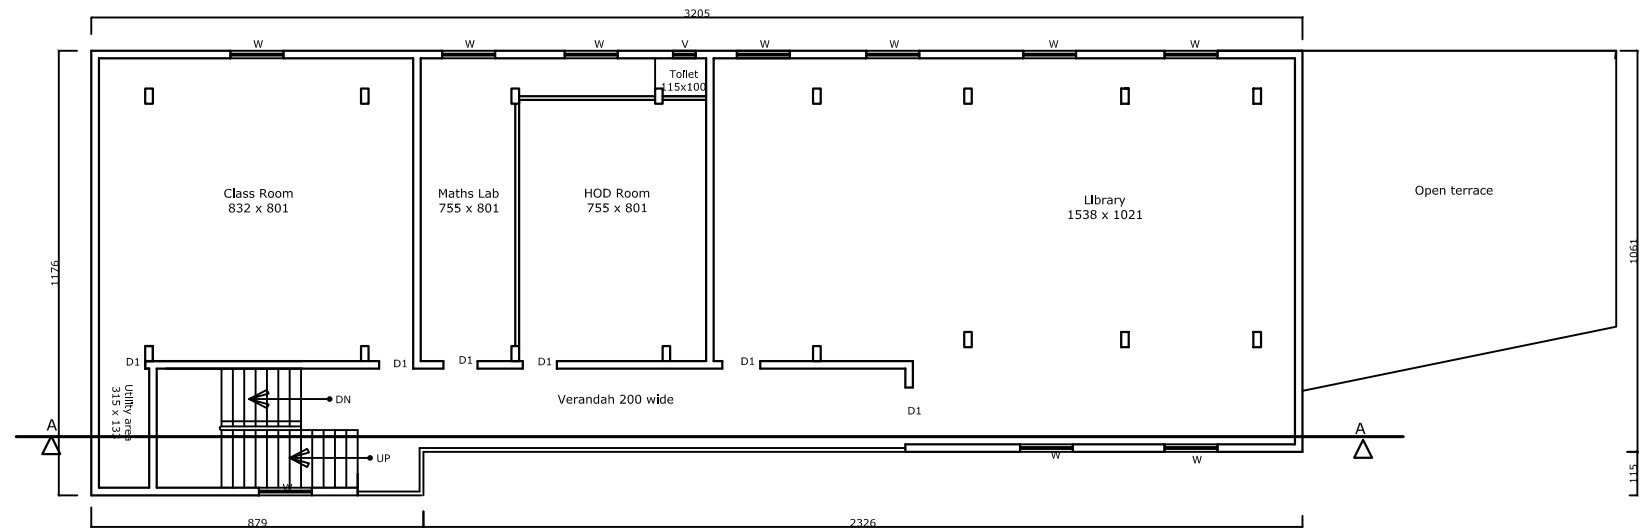 3205
W
W
W
V
W
W
W
W
Toilet
115x100
Class Room
832 x 801
Maths Lab
755 x 801
HOD Room
755 x 801
Library
1538 x 1021
Open terrace
1176
1061
D1
D1
D1
D1
D1
Utility area
315 x 133
DN
Verandah 200 wide
D1
A
A
UP
W
W
W
115
879
2326